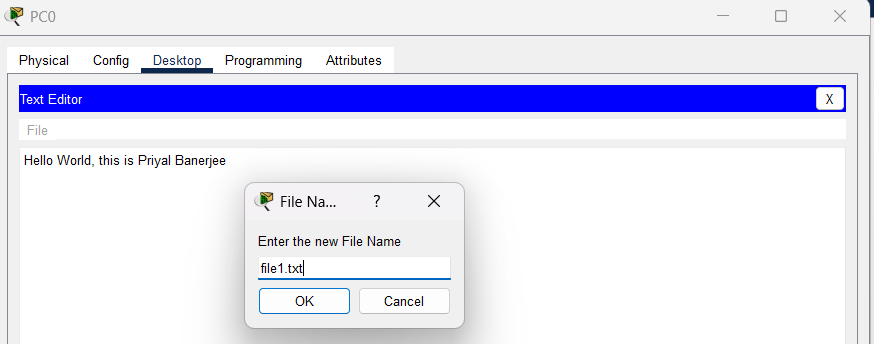 PC0
Physical Config Desktop Programming Attributes
Text Editor X
File
Hello World, this is Priyal Banerjee
File Na... ?
Enter the new File Name
file1.txt
OK Cancel